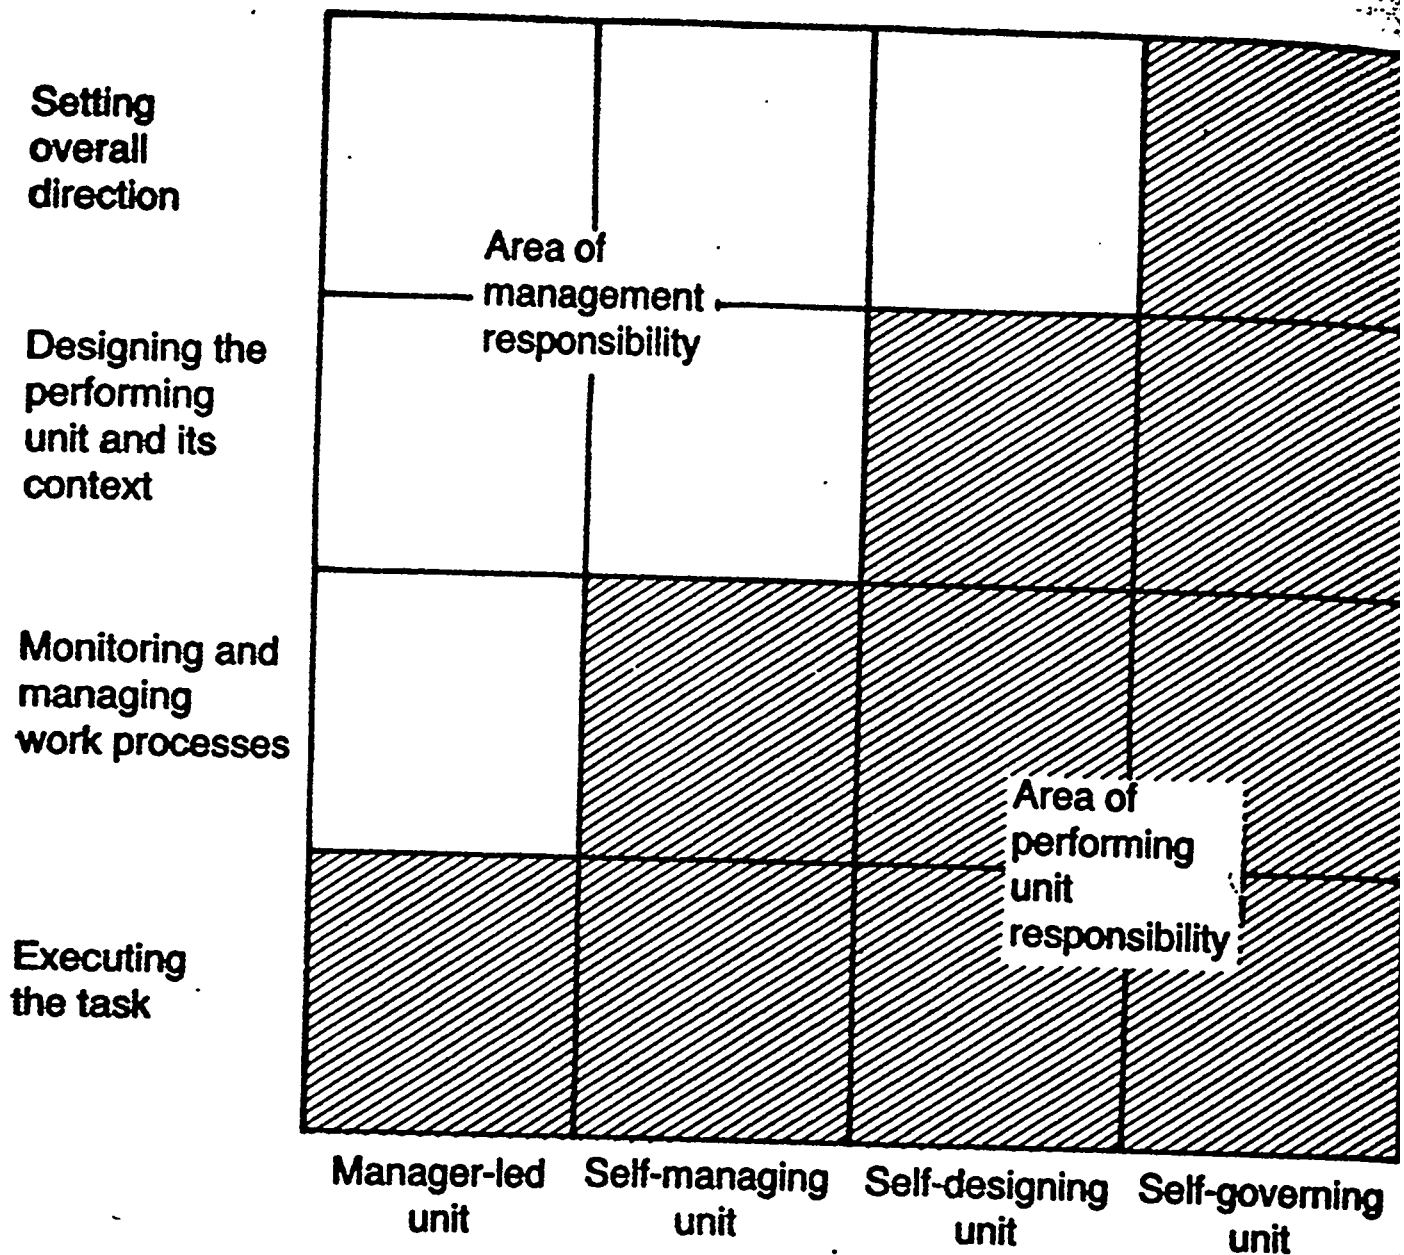 Setting
overall
direction
Area of
management
responsibility
Designing the
performing
unit and its
context
Monitoring and
managing
work processes
Area of
performing
unit
responsibility
Executing
the task
Manager-led
unit
Self-managing
unit
Self-designing
unit
Self-governing
unit